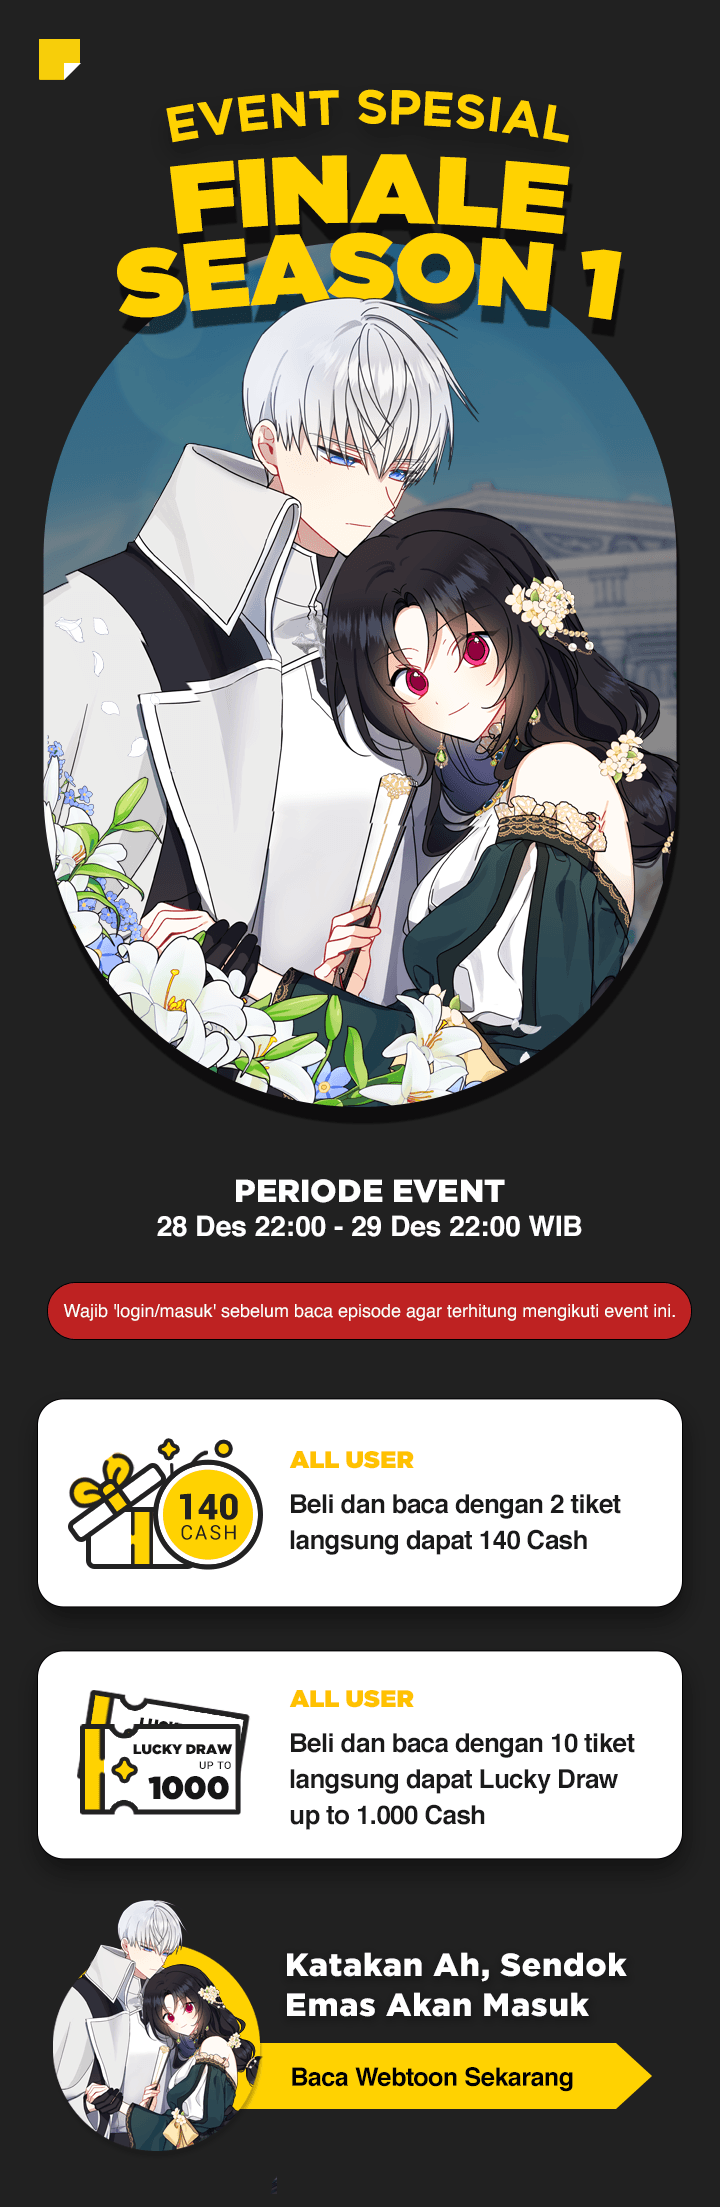 EVENT SPESIAL
FINALE
SEASON 1
PERIODE EVENT
28 Des 22:00 - 29 Des 22:00 WIB
Wajib 'login/masuk' sebelum baca episode agar terhitung mengikuti event ini.
140
CASH
ALL USER
Beli dan baca dengan 2 tiket
langsung dapat 140 Cash
LUCKY DRAW
UP TO
1000
ALL USER
Beli dan baca dengan 10 tiket
langsung dapat Lucky Draw
up to 1.000 Cash
Katakan Ah, Sendok
Emas Akan Masuk
Baca Webtoon Sekarang